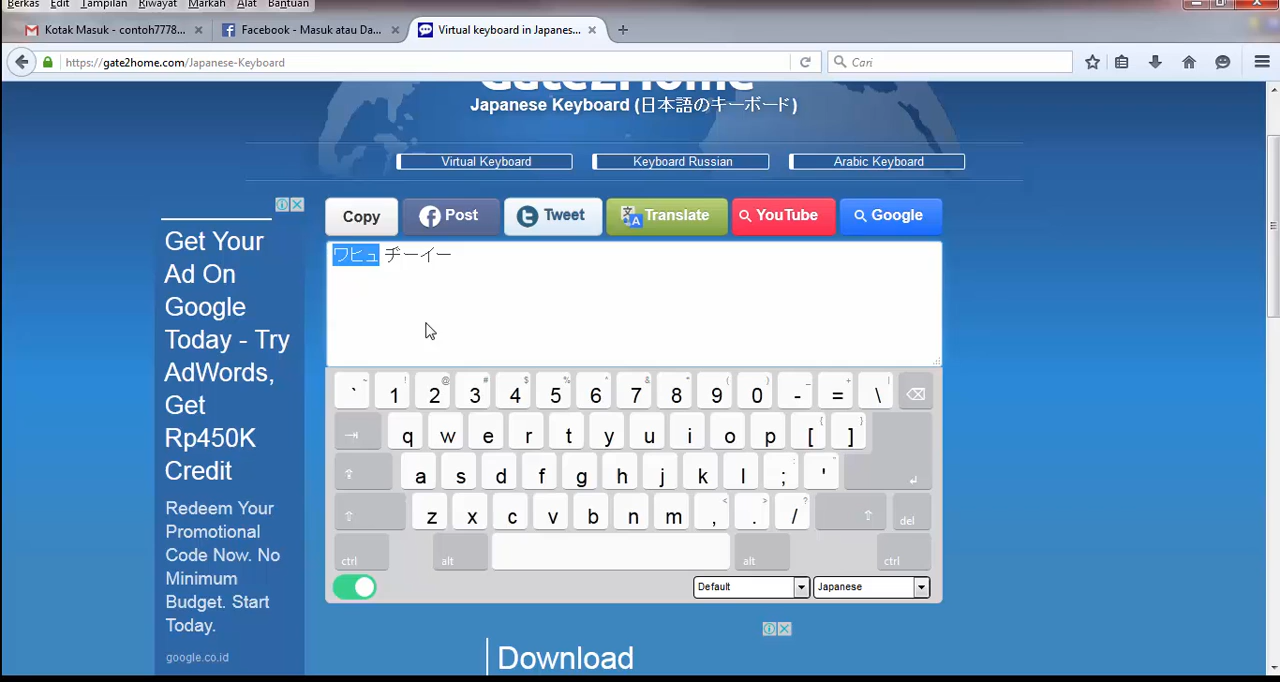 Berkas Edit Tampilan Riwayat Markah Alat Bantuan
Kotak Masuk - contoh7778... × Facebook - Masuk atau Da... × Virtual keyboard in Japanes... × +
https://gate2home.com/Japanese-Keyboard Cari
Gate2Home
Japanese Keyboard (日本語のキーボード)
Virtual Keyboard Keyboard Russian Arabic Keyboard
Copy Post Tweet Translate YouTube Google
ワヒュ ヂーイー
Get Your
Ad On
Google
Today - Try
AdWords,
Get
Rp450K
Credit
Redeem Your
Promotional
Code Now. No
Minimum
Budget. Start
Today.
google.co.id
` ~ 1 ! 2 @ 3 # 4 $ 5 % 6 ^ 7 & 8 * 9 ( 0 ) - _ = + \ |
q w e r t y u i o p [ { ] }
a s d f g h j k l ; : ' "
z x c v b n m , < . > / ? del
ctrl alt alt ctrl
Default Japanese
Download